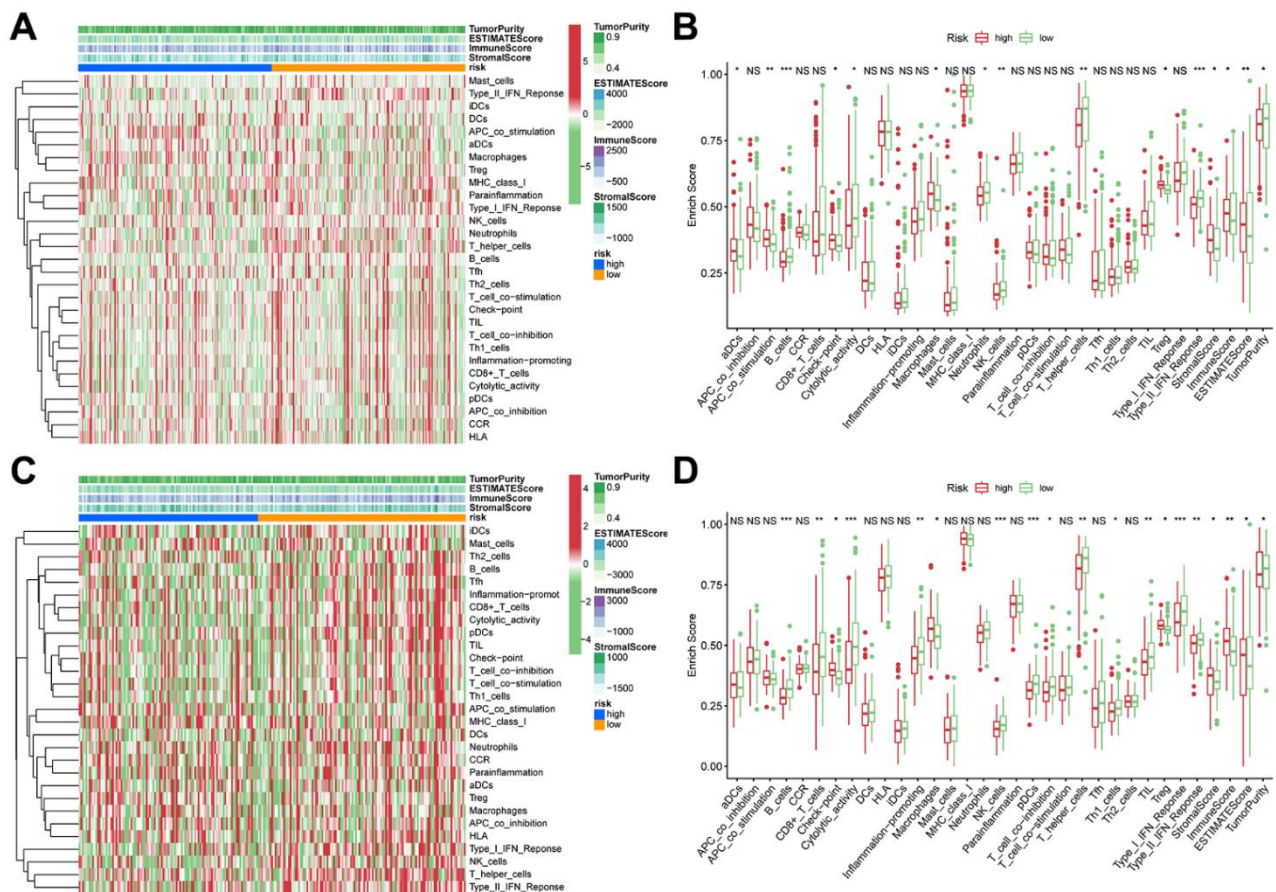 A
TumorPurity
ESTIMATEScore
ImmuneScore
StromalScore
risk
Mast_cells
Type_II_IFN_Reponse
iDCs
DCs
APC_co_stimulation
aDCs
Macrophages
Treg
MHC_class_I
Parainflammation
Type_I_IFN_Reponse
NK_cells
Neutrophils
T_helper_cells
B_cells
Tfh
Th2_cells
T_cell_co-stimulation
Check-point
TIL
T_cell_co-inhibition
Th1_cells
Inflammation-promoting
CD8+_T_cells
Cytolytic_activity
pDCs
APC_co_inhibition
CCR
HLA
5
0
−5
TumorPurity
0.9
0.4
ESTIMATEScore
4000
−2000
ImmuneScore
2500
−500
StromalScore
1500
−1000
risk
high
low
B
Risk high low
* NS ** *** NS NS * * NS NS NS NS * NS NS * ** NS NS NS NS ** NS NS NS NS * NS *** * * ** *
Enrich Score
1.00
0.75
0.50
0.25
aDCs
APC_co_inhibition
APC_co_stimulation
B_cells
CCR
CD8+_T_cells
Check-point
Cytolytic_activity
DCs
HLA
iDCs
Inflammation-promoting
Macrophages
Mast_cells
MHC_class_I
Neutrophils
NK_cells
Parainflammation
pDCs
T_cell_co-inhibition
T_cell_co-stimulation
T_helper_cells
Tfh
Th1_cells
Th2_cells
TIL
Treg
Type_I_IFN_Reponse
Type_II_IFN_Reponse
StromalScore
ImmuneScore
ESTIMATEScore
TumorPurity
C
TumorPurity
ESTIMATEScore
ImmuneScore
StromalScore
risk
iDCs
Mast_cells
Th2_cells
B_cells
Tfh
Inflammation-promot
CD8+_T_cells
Cytolytic_activity
pDCs
TIL
Check-point
T_cell_co-inhibition
T_cell_co-stimulation
Th1_cells
APC_co_stimulation
MHC_class_I
DCs
Neutrophils
CCR
Parainflammation
aDCs
Treg
Macrophages
APC_co_inhibition
HLA
Type_I_IFN_Reponse
NK_cells
T_helper_cells
Type_II_IFN_Reponse
4
2
0
−2
−4
TumorPurity
0.9
0.4
ESTIMATEScore
4000
−3000
ImmuneScore
3000
−1000
StromalScore
1000
−1500
risk
high
low
D
Risk high low
NS NS NS *** NS ** * *** NS NS NS ** * NS NS NS *** NS *** * NS ** NS * NS ** * *** ** * ** * *
Enrich Score
1.00
0.75
0.50
0.25
0.00
aDCs
APC_co_inhibition
APC_co_stimulation
B_cells
CCR
CD8+_T_cells
Check-point
Cytolytic_activity
DCs
HLA
iDCs
Inflammation-promoting
Macrophages
Mast_cells
MHC_class_I
Neutrophils
NK_cells
Parainflammation
pDCs
T_cell_co-inhibition
T_cell_co-stimulation
T_helper_cells
Tfh
Th1_cells
Th2_cells
TIL
Treg
Type_I_IFN_Reponse
Type_II_IFN_Reponse
StromalScore
ImmuneScore
ESTIMATEScore
TumorPurity